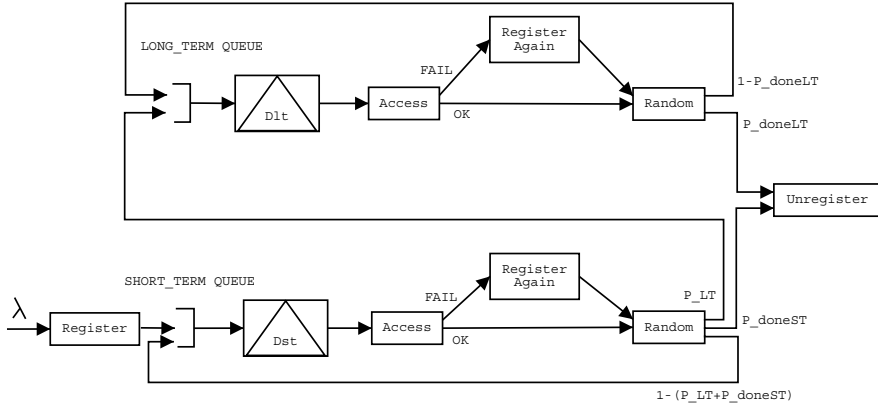 Register
Again
LONG_TERM QUEUE
FAIL
1-P_doneLT
Access
Random
Dlt
OK
P_doneLT
Unregister
Register
Again
SHORT_TERM QUEUE
FAIL
P_LT
λ
Register
Access
Random
P_doneST
Dst
OK
1-(P_LT+P_doneST)